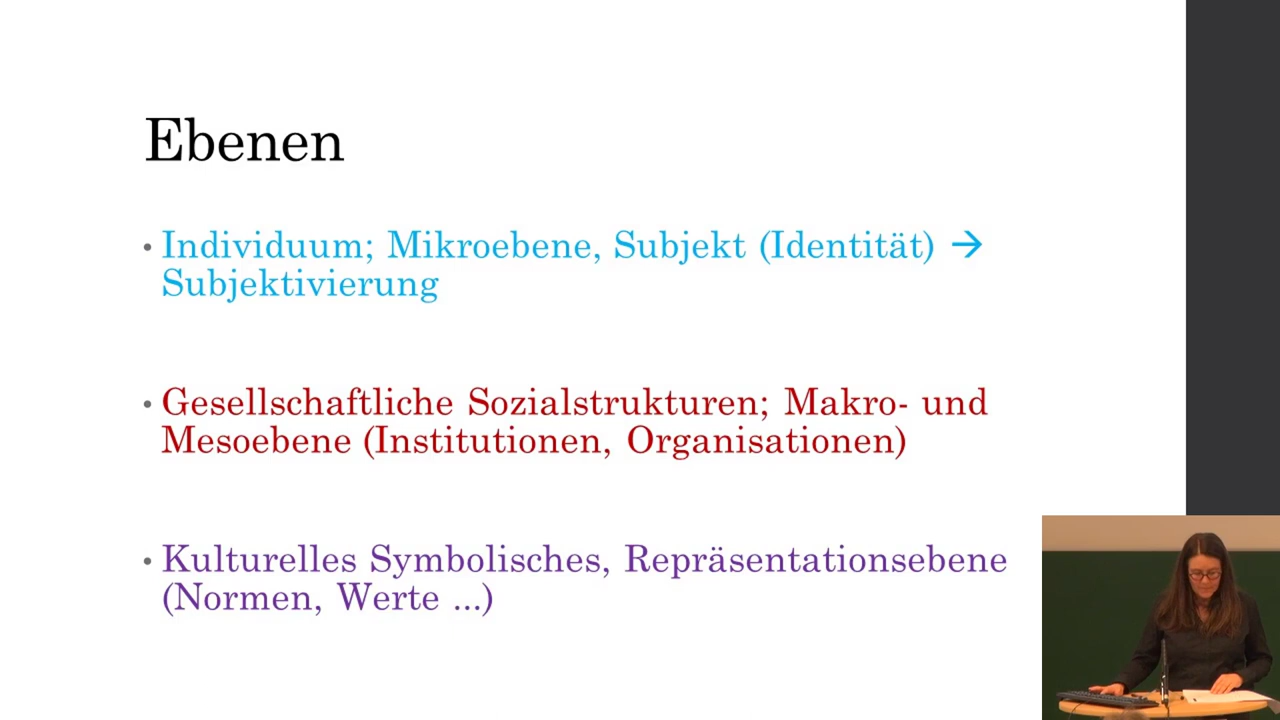 Ebenen
• Individuum; Mikroebene, Subjekt (Identität) →
Subjektivierung
• Gesellschaftliche Sozialstrukturen; Makro- und
Mesoebene (Institutionen, Organisationen)
• Kulturelles Symbolisches, Repräsentationsebene
(Normen, Werte ...)